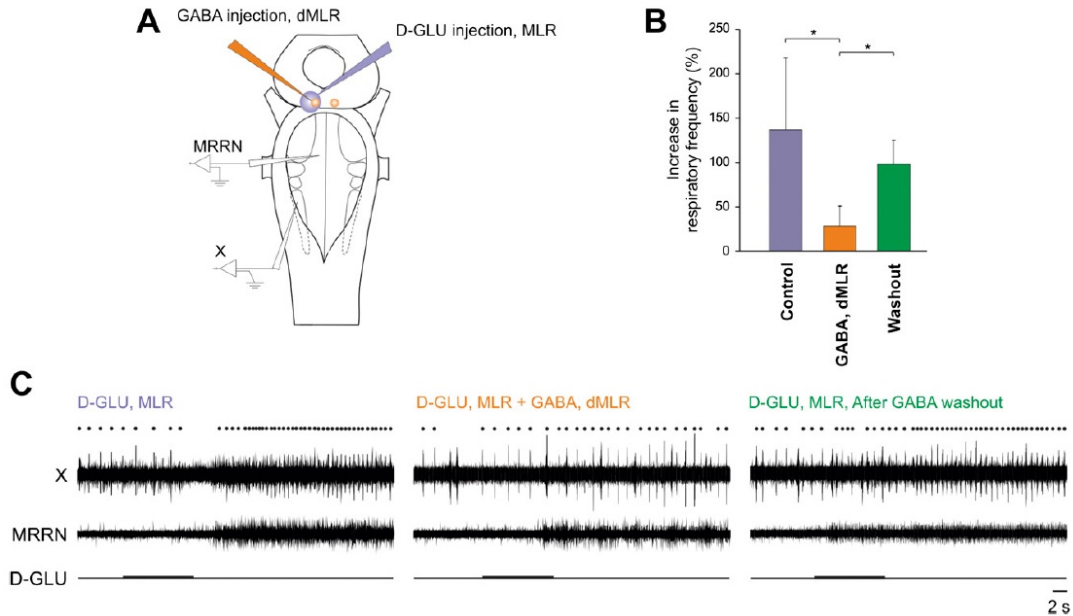 A
GABA injection, dMLR
D-GLU injection, MLR
MRRN
X
B
Increase in
respiratory frequency (%)
250
200
150
100
50
0
*
*
Control
GABA, dMLR
Washout
C
D-GLU, MLR
D-GLU, MLR + GABA, dMLR
D-GLU, MLR, After GABA washout
X
MRRN
D-GLU
2 s